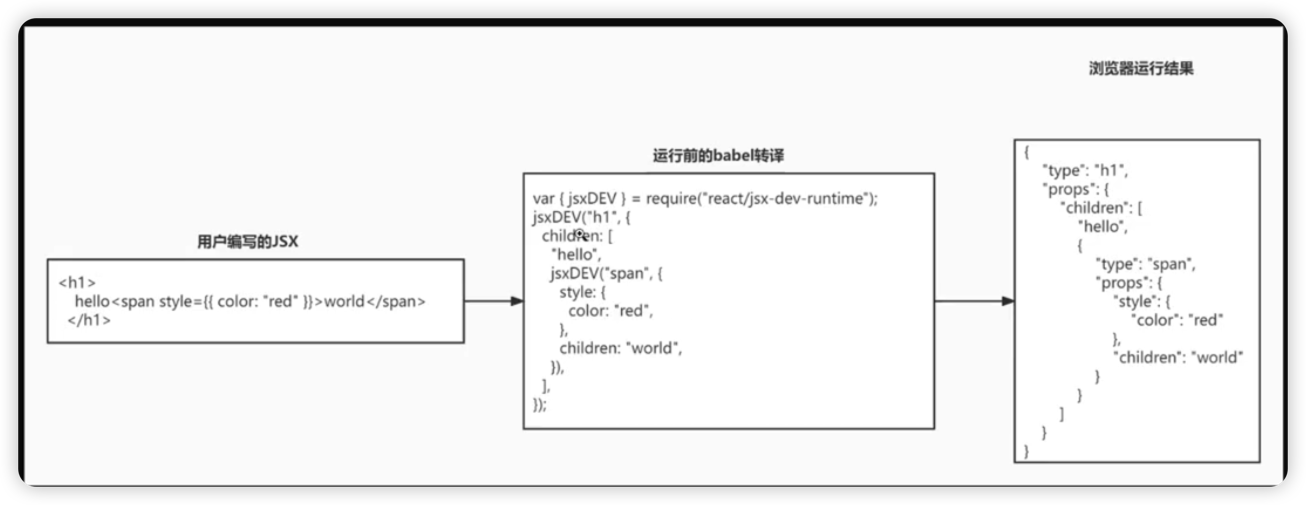 用户编写的JSX
<h1>
hello<span style={{ color: "red" }}>world</span>
</h1>
运行前的babel转译
var { jsxDEV } = require("react/jsx-dev-runtime");
jsxDEV("h1", {
children: [
"hello",
jsxDEV("span", {
style: {
color: "red",
},
children: "world",
}),
],
});
浏览器运行结果
{
"type": "h1",
"props": {
"children": [
"hello",
{
"type": "span",
"props": {
"style": {
"color": "red"
},
"children": "world"
}
}
]
}
}